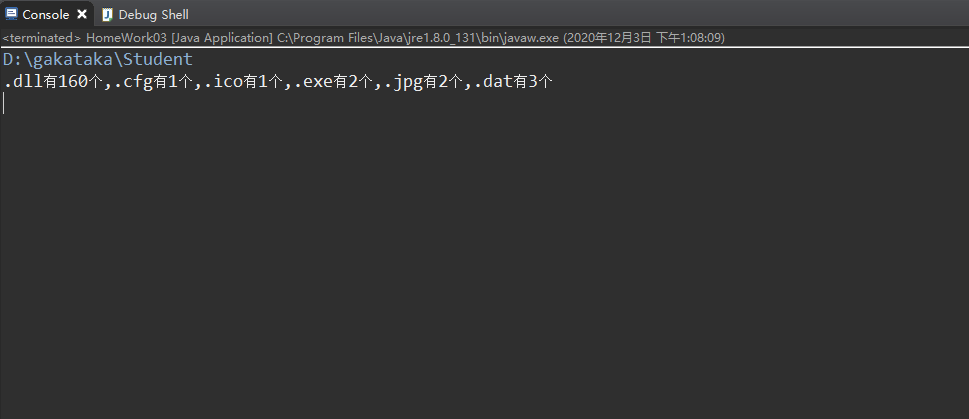 Console Debug Shell
<terminated> HomeWork03 [Java Application] C:\Program Files\Java\jre1.8.0_131\bin\javaw.exe (2020年12月3日 下午1:08:09)
D:\gakataka\Student
.dll有160个,.cfg有1个,.ico有1个,.exe有2个,.jpg有2个,.dat有3个